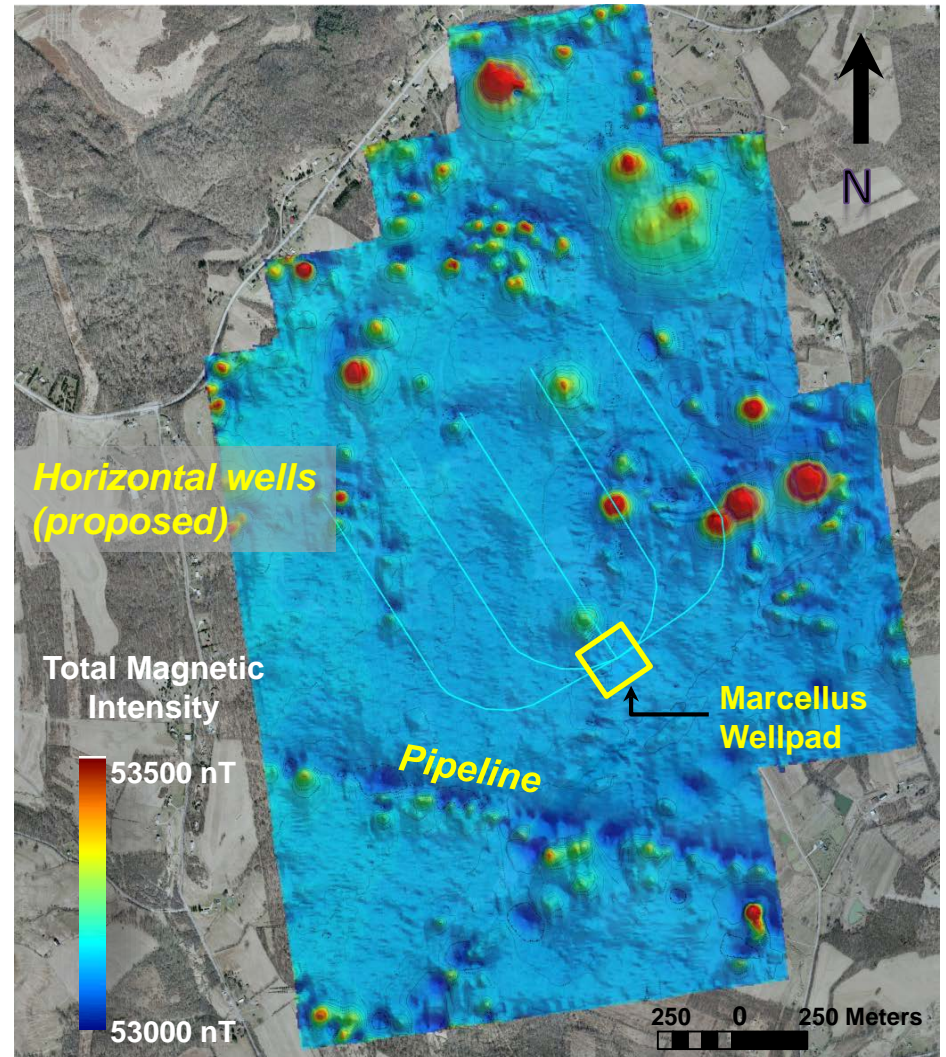 N
Horizontal wells
(proposed)
Total Magnetic
Intensity
53500 nT
53000 nT
Marcellus
Wellpad
Pipeline
250 0 250 Meters